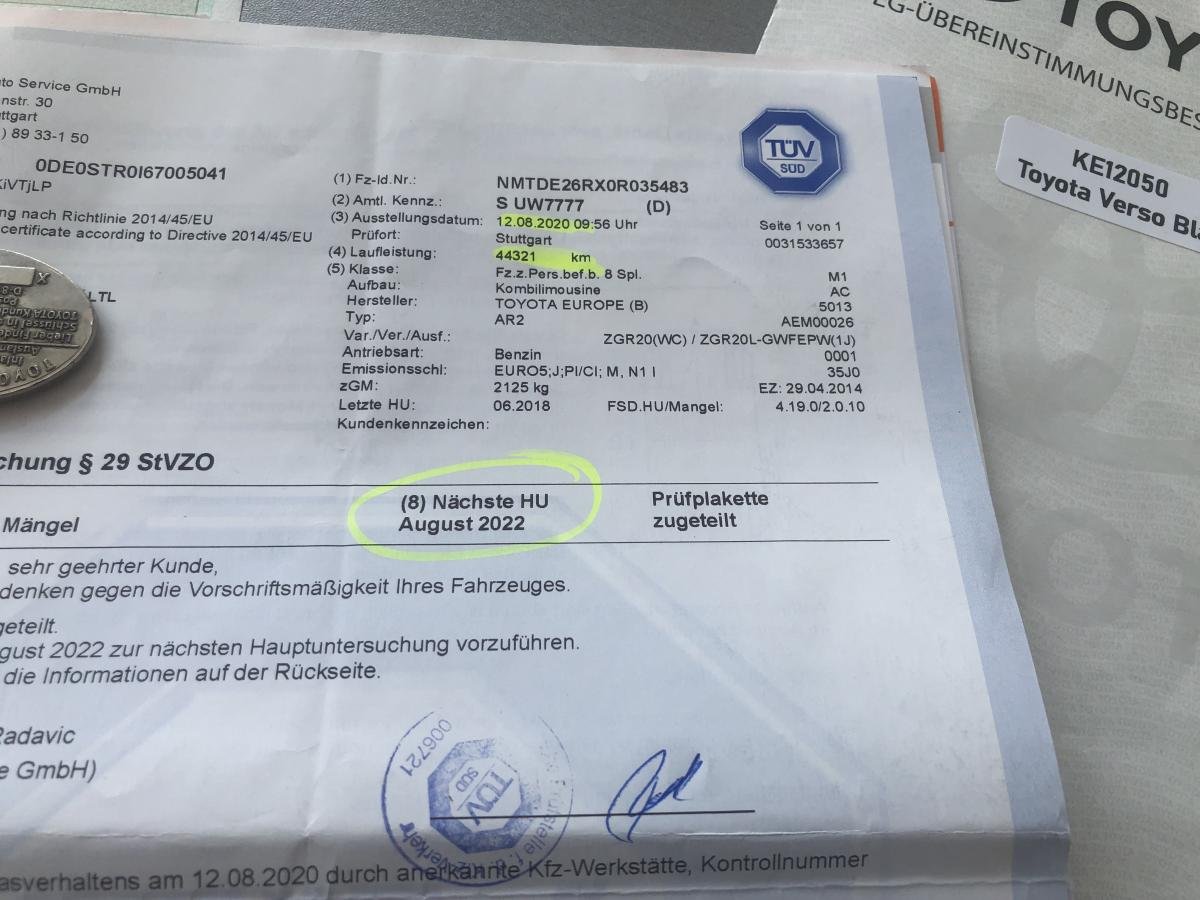 TOY
EG-ÜBEREINSTIMMUNGSBES
KE12050
Toyota Verso Bla
to Service GmbH
nstr. 30
ttgart
) 89 33-1 50
0DE0STR0I67005041
KiVTjLP
ng nach Richtlinie 2014/45/EU
certificate according to Directive 2014/45/EU
LTL
TÜV
SÜD
(1) Fz-Id.Nr.: NMTDE26RX0R035483
(2) Amtl. Kennz.: S UW7777 (D)
(3) Ausstellungsdatum: 12.08.2020 09:56 Uhr Seite 1 von 1
Prüfort: Stuttgart 0031533657
(4) Laufleistung: 44321 km
(5) Klasse: Fz.z.Pers.bef.b. 8 Spl. M1
Aufbau: Kombilimousine AC
Hersteller: TOYOTA EUROPE (B) 5013
Typ: AR2 AEM00026
Var./Ver./Ausf.: ZGR20(WC) / ZGR20L-GWFEPW(1J)
Antriebsart: Benzin 0001
Emissionsschl: EURO5;J;PI/CI; M, N1 I 35J0
zGM: 2125 kg EZ: 29.04.2014
Letzte HU: 06.2018 FSD.HU/Mangel: 4.19.0/2.0.10
Kundenkennzeichen:
chung § 29 StVZO
(8) Nächste HU Prüfplakette
Mängel August 2022 zugeteilt
sehr geehrter Kunde,
denken gegen die Vorschriftsmäßigkeit Ihres Fahrzeuges.
geteilt.
gust 2022 zur nächsten Hauptuntersuchung vorzuführen.
die Informationen auf der Rückseite.
Radavic
e GmbH)
006721
TÜV
SÜD
asverhaltens am 12.08.2020 durch anerkannte Kfz-Werkstätte, Kontrollnummer